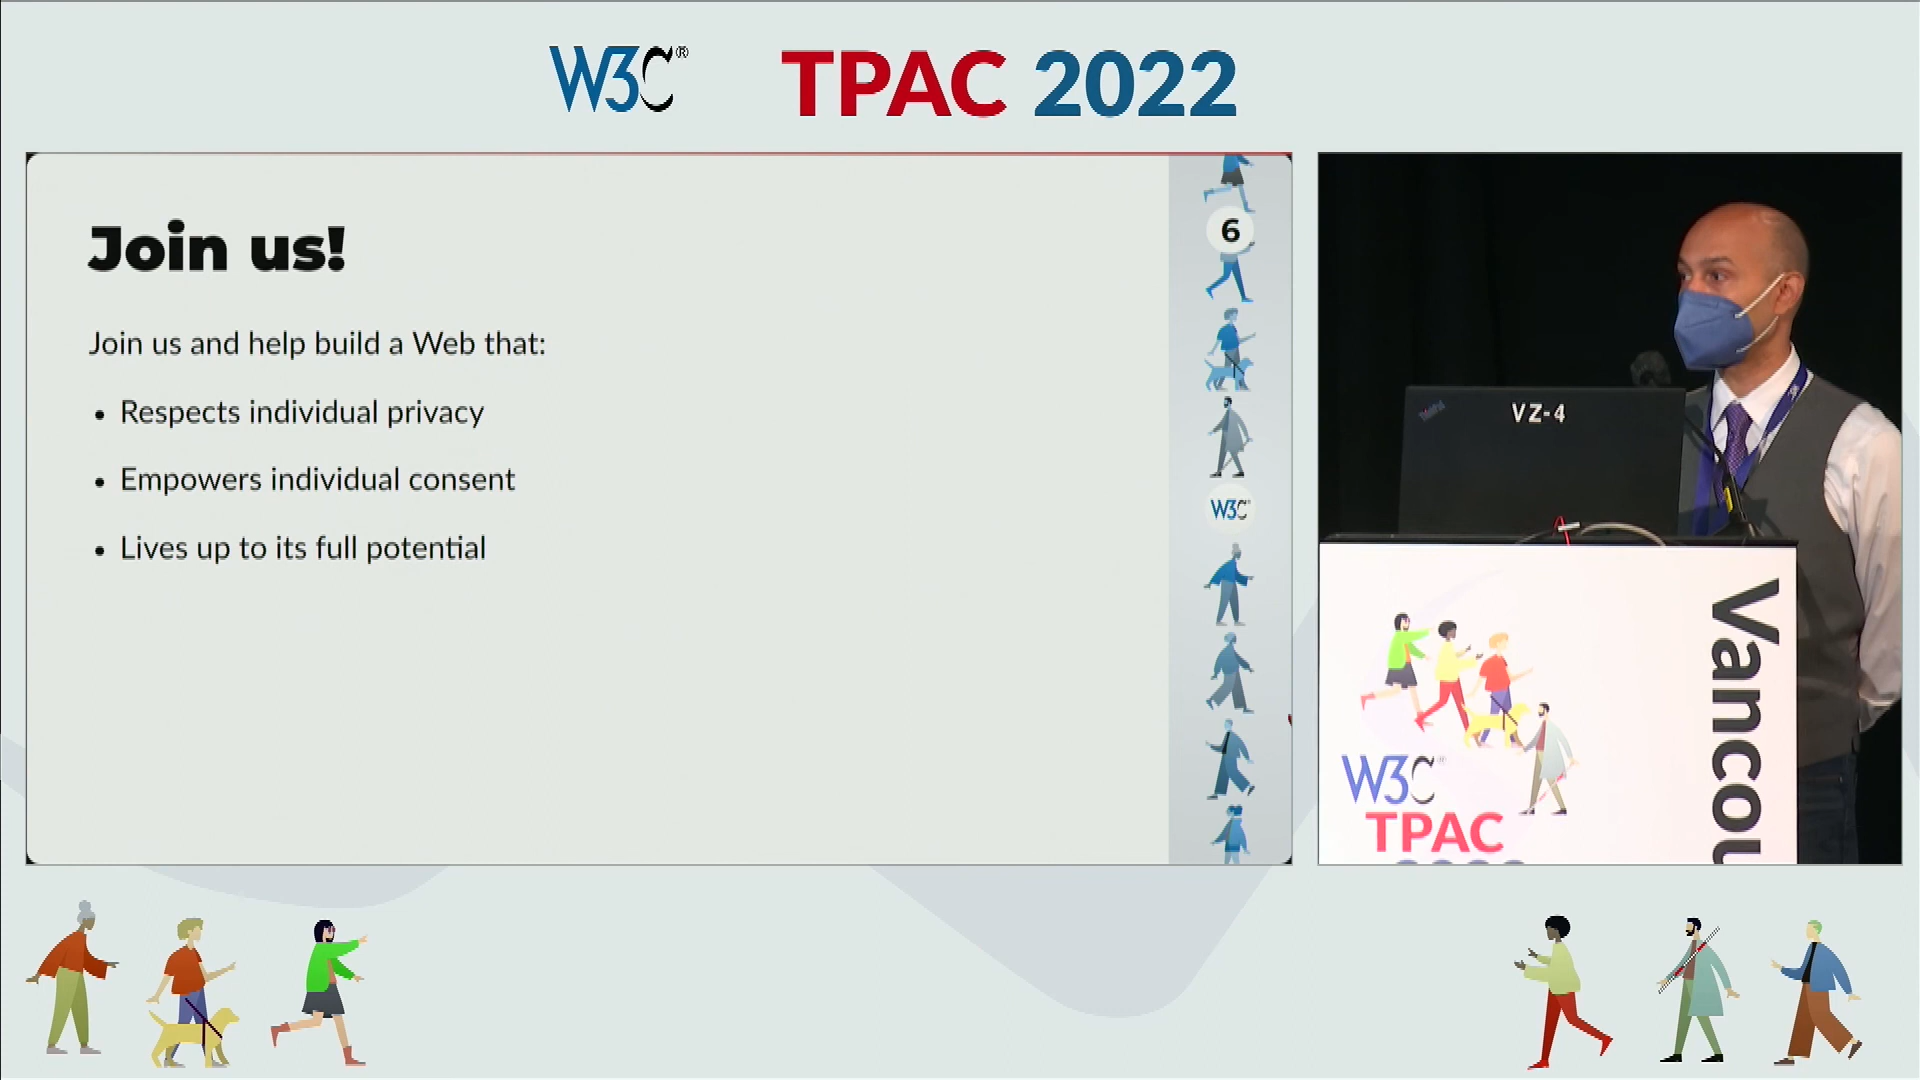 W3C®
TPAC 2022
Join us!
Join us and help build a Web that:
• Respects individual privacy
• Empowers individual consent
• Lives up to its full potential
6
W3C
ThinkPad
VZ-4
W3C®
TPAC
Vancou